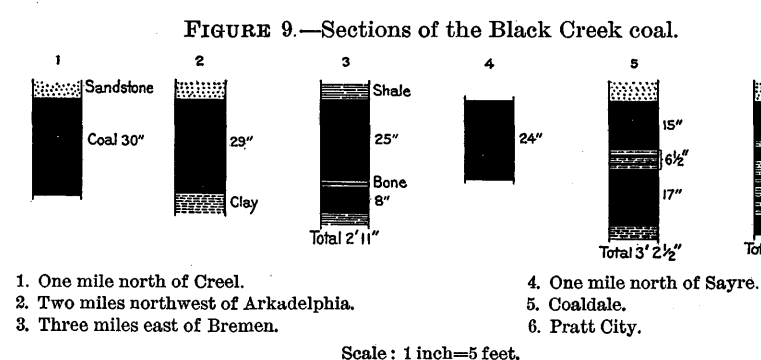 FIGURE 9.—Sections of the Black Creek coal.
1 2 3 4 5
Sandstone
Coal 30"
29"
Clay
Shale
25"
Bone
8"
Total 2' 11"
24"
15"
6½"
17"
Total 3' 2½"
1. One mile north of Creel.
2. Two miles northwest of Arkadelphia.
3. Three miles east of Bremen.
4. One mile north of Sayre.
5. Coaldale.
6. Pratt City.
Scale: 1 inch=5 feet.